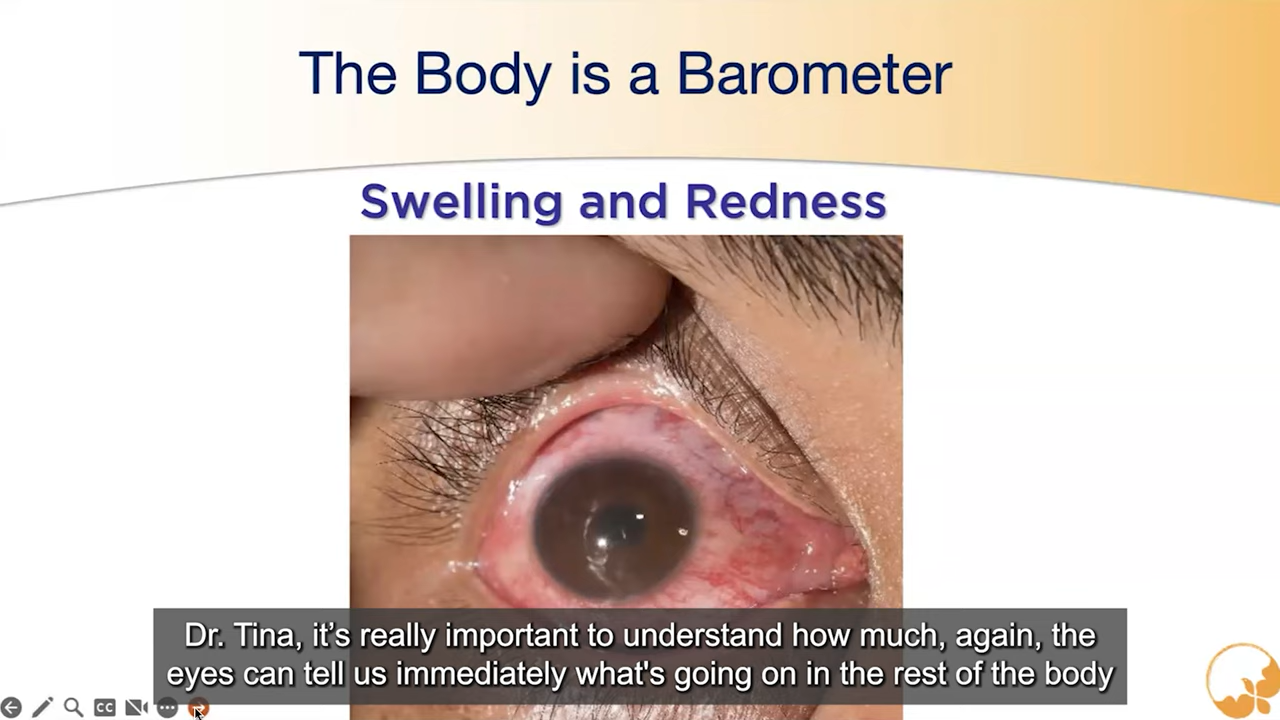 The Body is a Barometer
Swelling and Redness
Dr. Tina, it’s really important to understand how much, again, the
eyes can tell us immediately what's going on in the rest of the body
CC